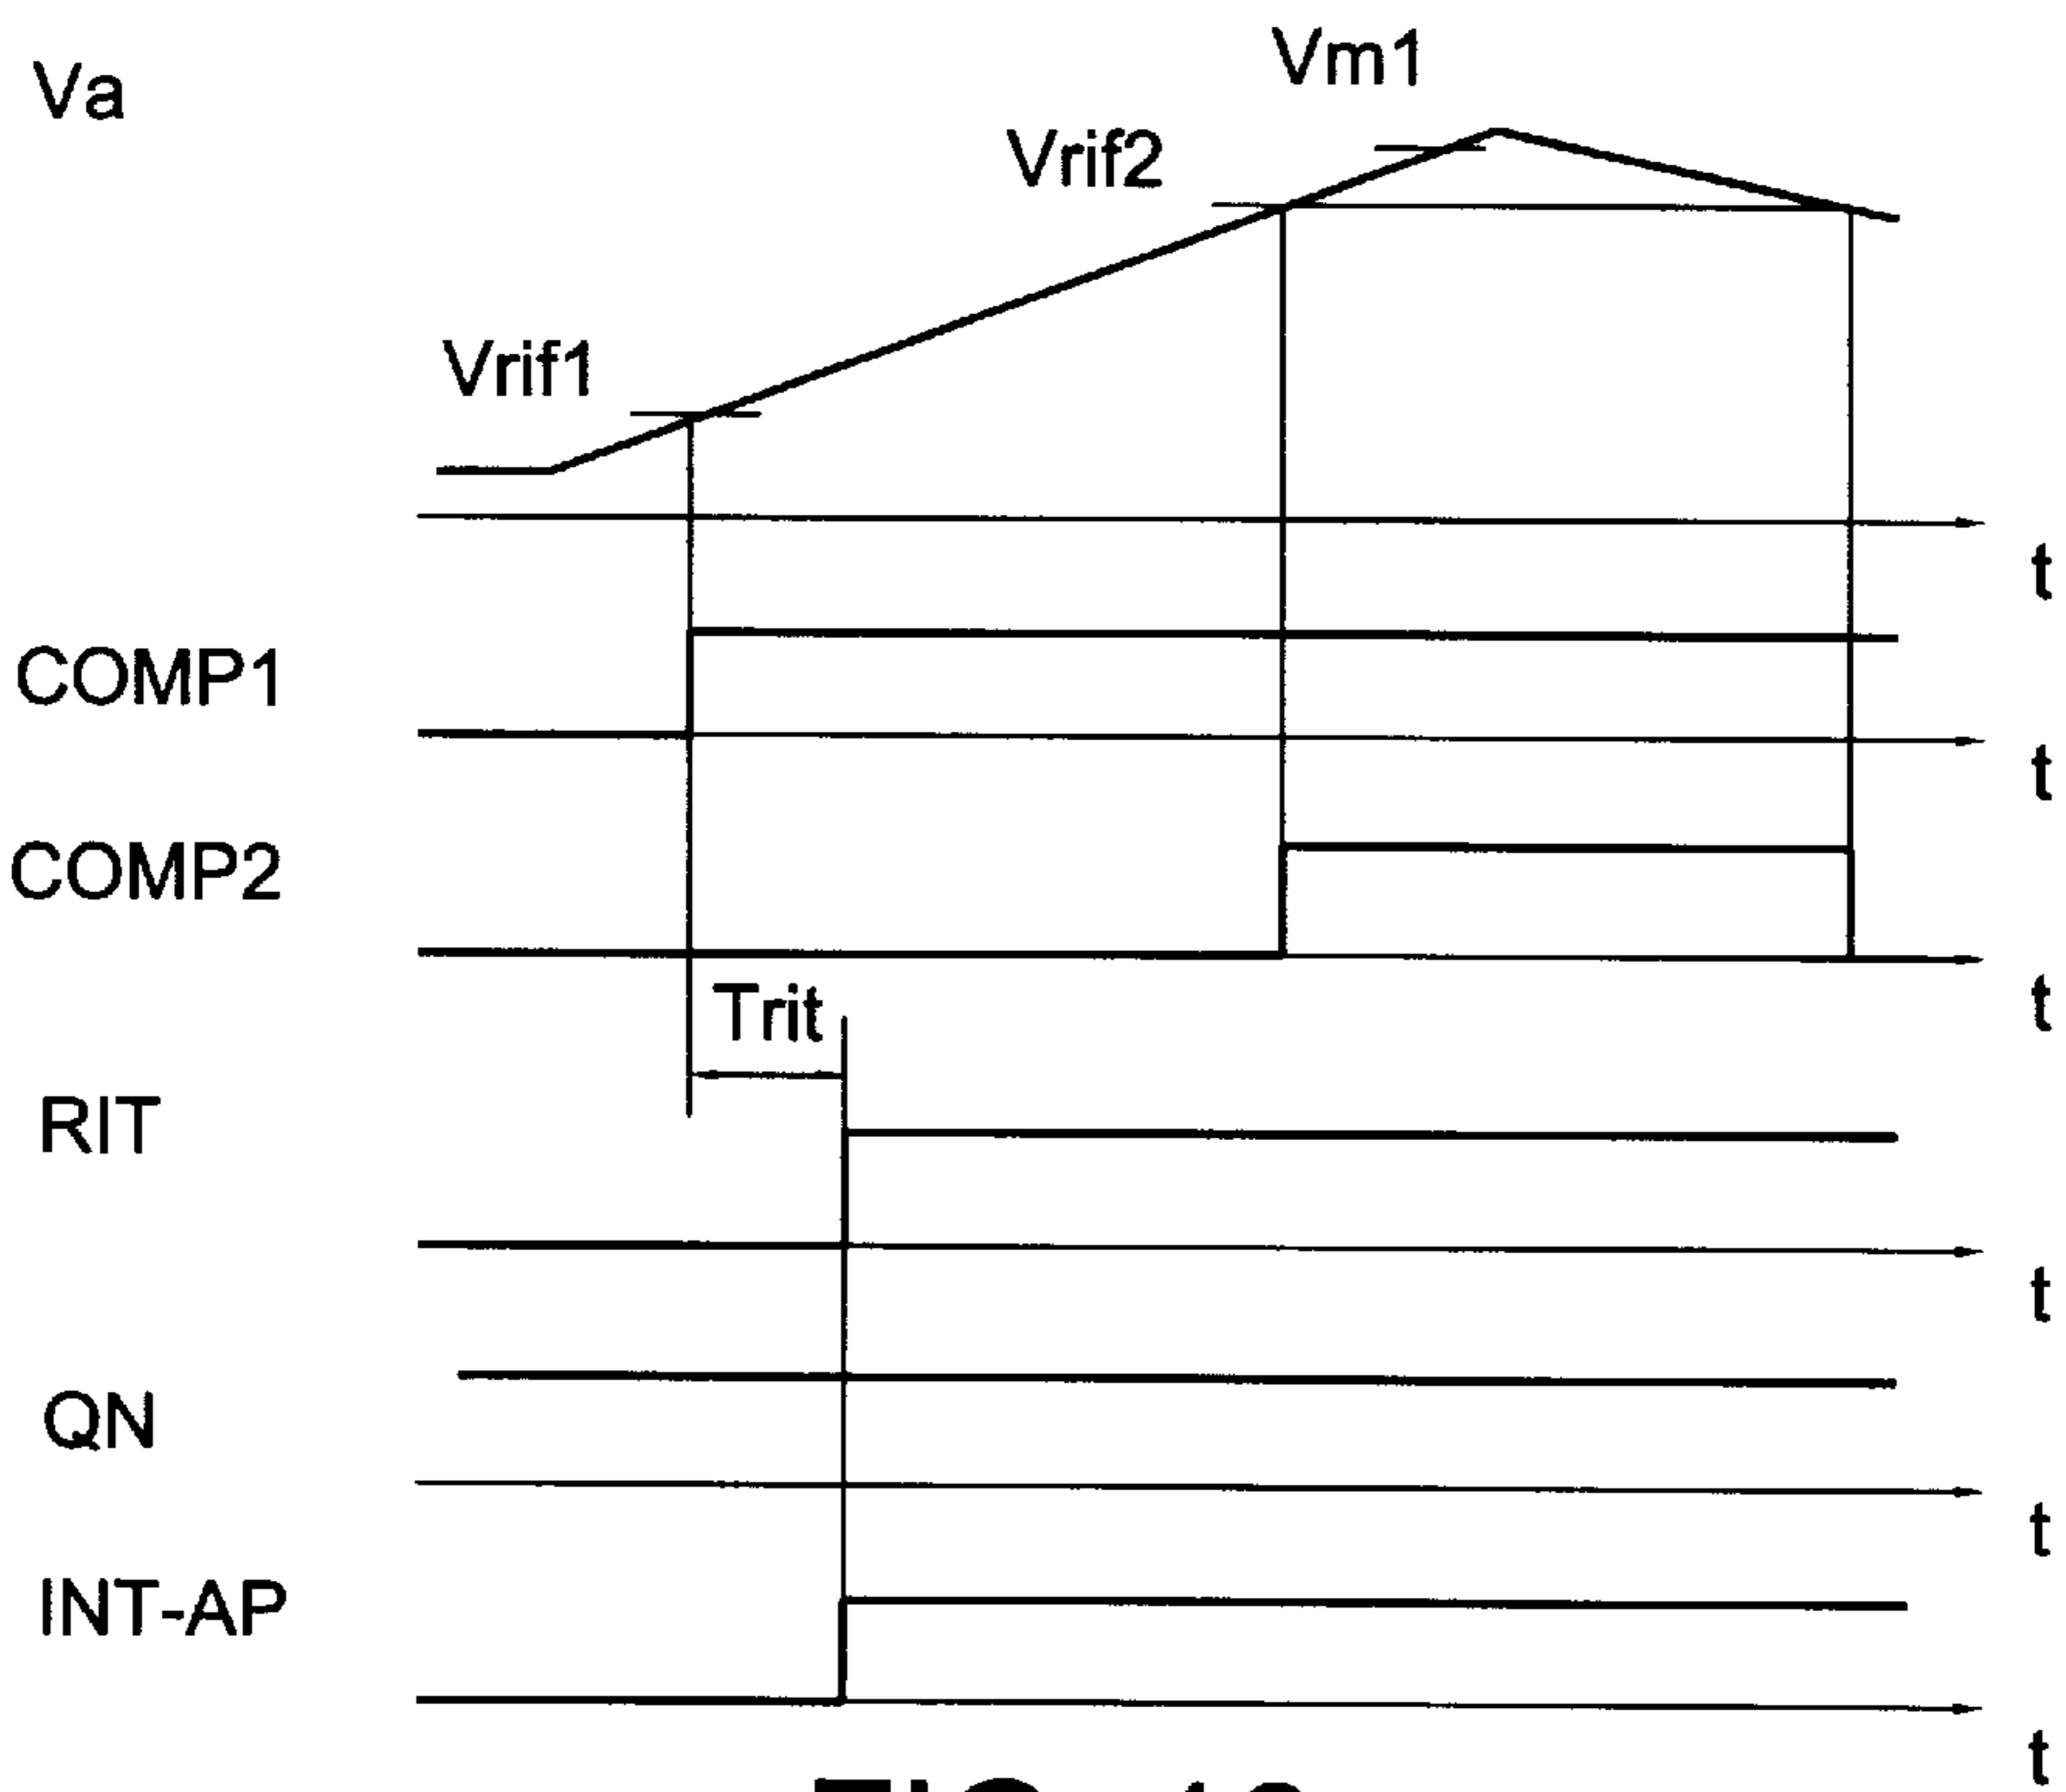 Vm1
Va
Vrif2
Vrif1
t
COMP1
t
COMP2
t
Trit
RIT
t
QN
t
INT-AP
t